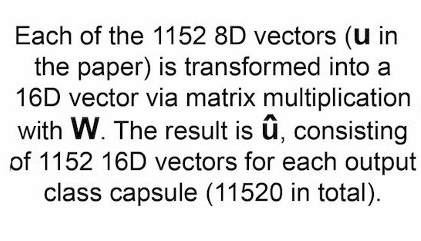 Each of the 1152 8D vectors (u in
the paper) is transformed into a
16D vector via matrix multiplication
with W. The result is û, consisting
of 1152 16D vectors for each output
class capsule (11520 in total).